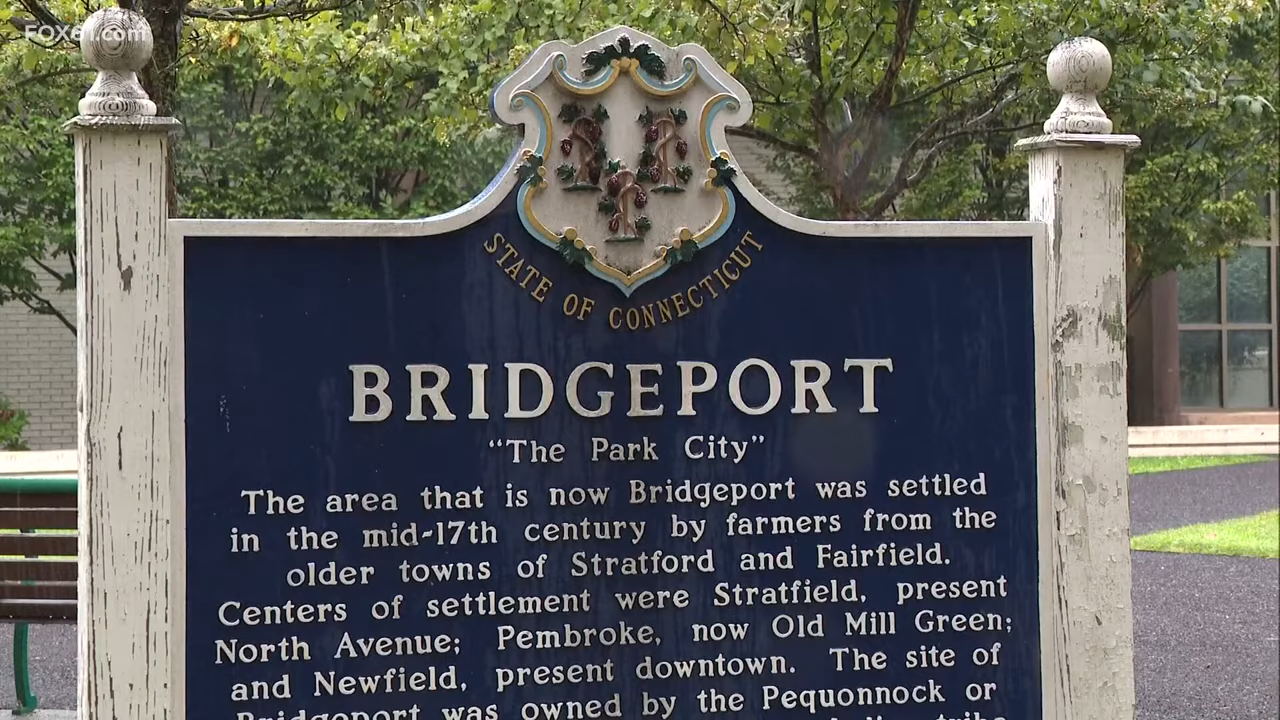 FOX61.com
STATE OF CONNECTICUT
BRIDGEPORT
“The Park City”
The area that is now Bridgeport was settled
in the mid-17th century by farmers from the
older towns of Stratford and Fairfield.
Centers of settlement were Stratfield, present
North Avenue; Pembroke, now Old Mill Green;
and Newfield, present downtown. The site of
Bridgeport was owned by the Pequonnock or
tribe